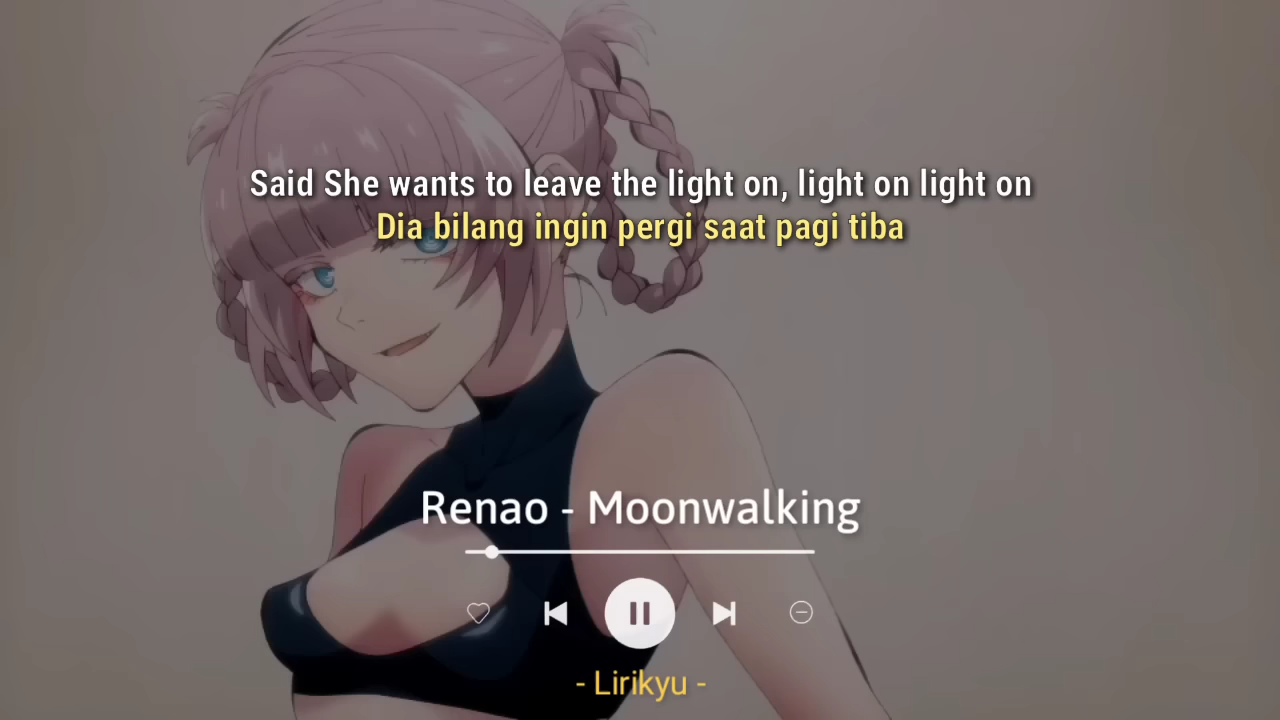 Said She wants to leave the light on, light on light on
Dia bilang ingin pergi saat pagi tiba
Renao - Moonwalking
- Lirikyu -